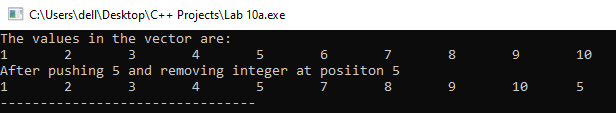 C:\Users\dell\Desktop\C++ Projects\Lab 10a.exe
The values in the vector are:
1 2 3 4 5 6 7 8 9 10
After pushing 5 and removing integer at posiiton 5
1 2 3 4 5 7 8 9 10 5
--------------------------------